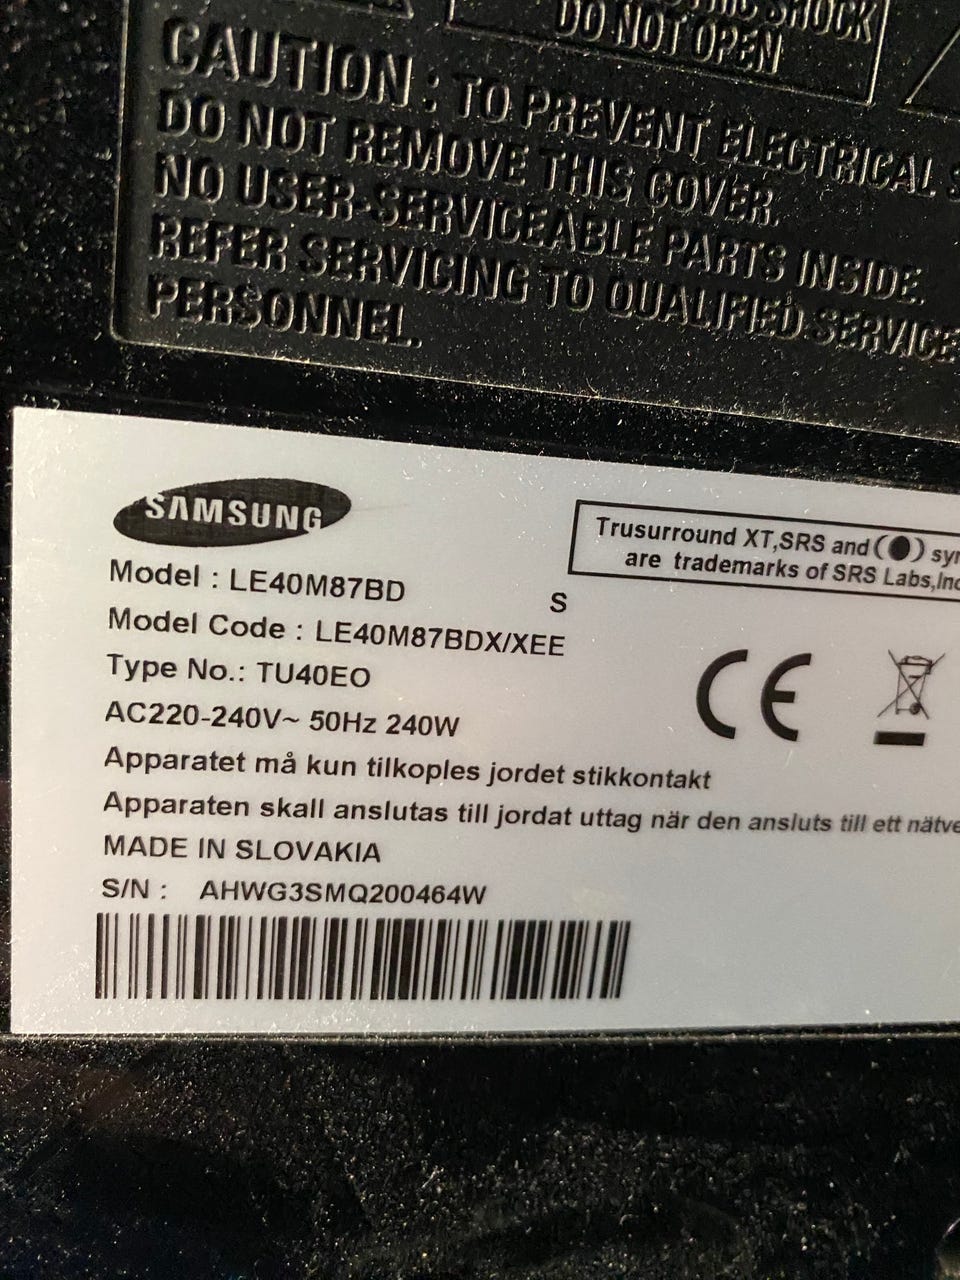 SHOCK
DO NOT OPEN
CAUTION : TO PREVENT ELECTRICAL
DO NOT REMOVE THIS COVER.
NO USER-SERVICEABLE PARTS INSIDE.
REFER SERVICING TO QUALIFIED SERVICE
PERSONNEL.
SAMSUNG
Trusurround XT,SRS and
are trademarks of SRS Labs,Inc
Model : LE40M87BD
S
Model Code : LE40M87BDX/XEE
Type No.: TU40EO
AC220-240V~ 50Hz 240W
CE
Apparatet må kun tilkoples jordet stikkontakt
Apparaten skall anslutas till jordat uttag när den ansluts till ett
MADE IN SLOVAKIA
S/N : AHWG3SMQ200464W